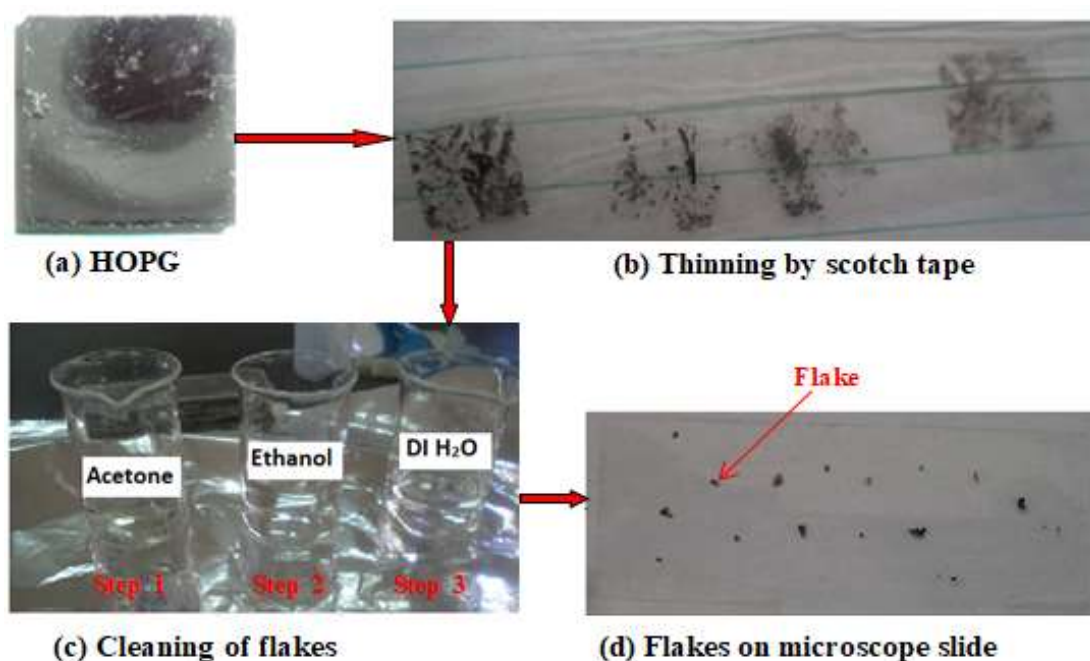 (a) HOPG
(b) Thinning by scotch tape
Acetone
Ethanol
DI H₂O
Step 1
Step 2
Step 3
Flake
(c) Cleaning of flakes
(d) Flakes on microscope slide